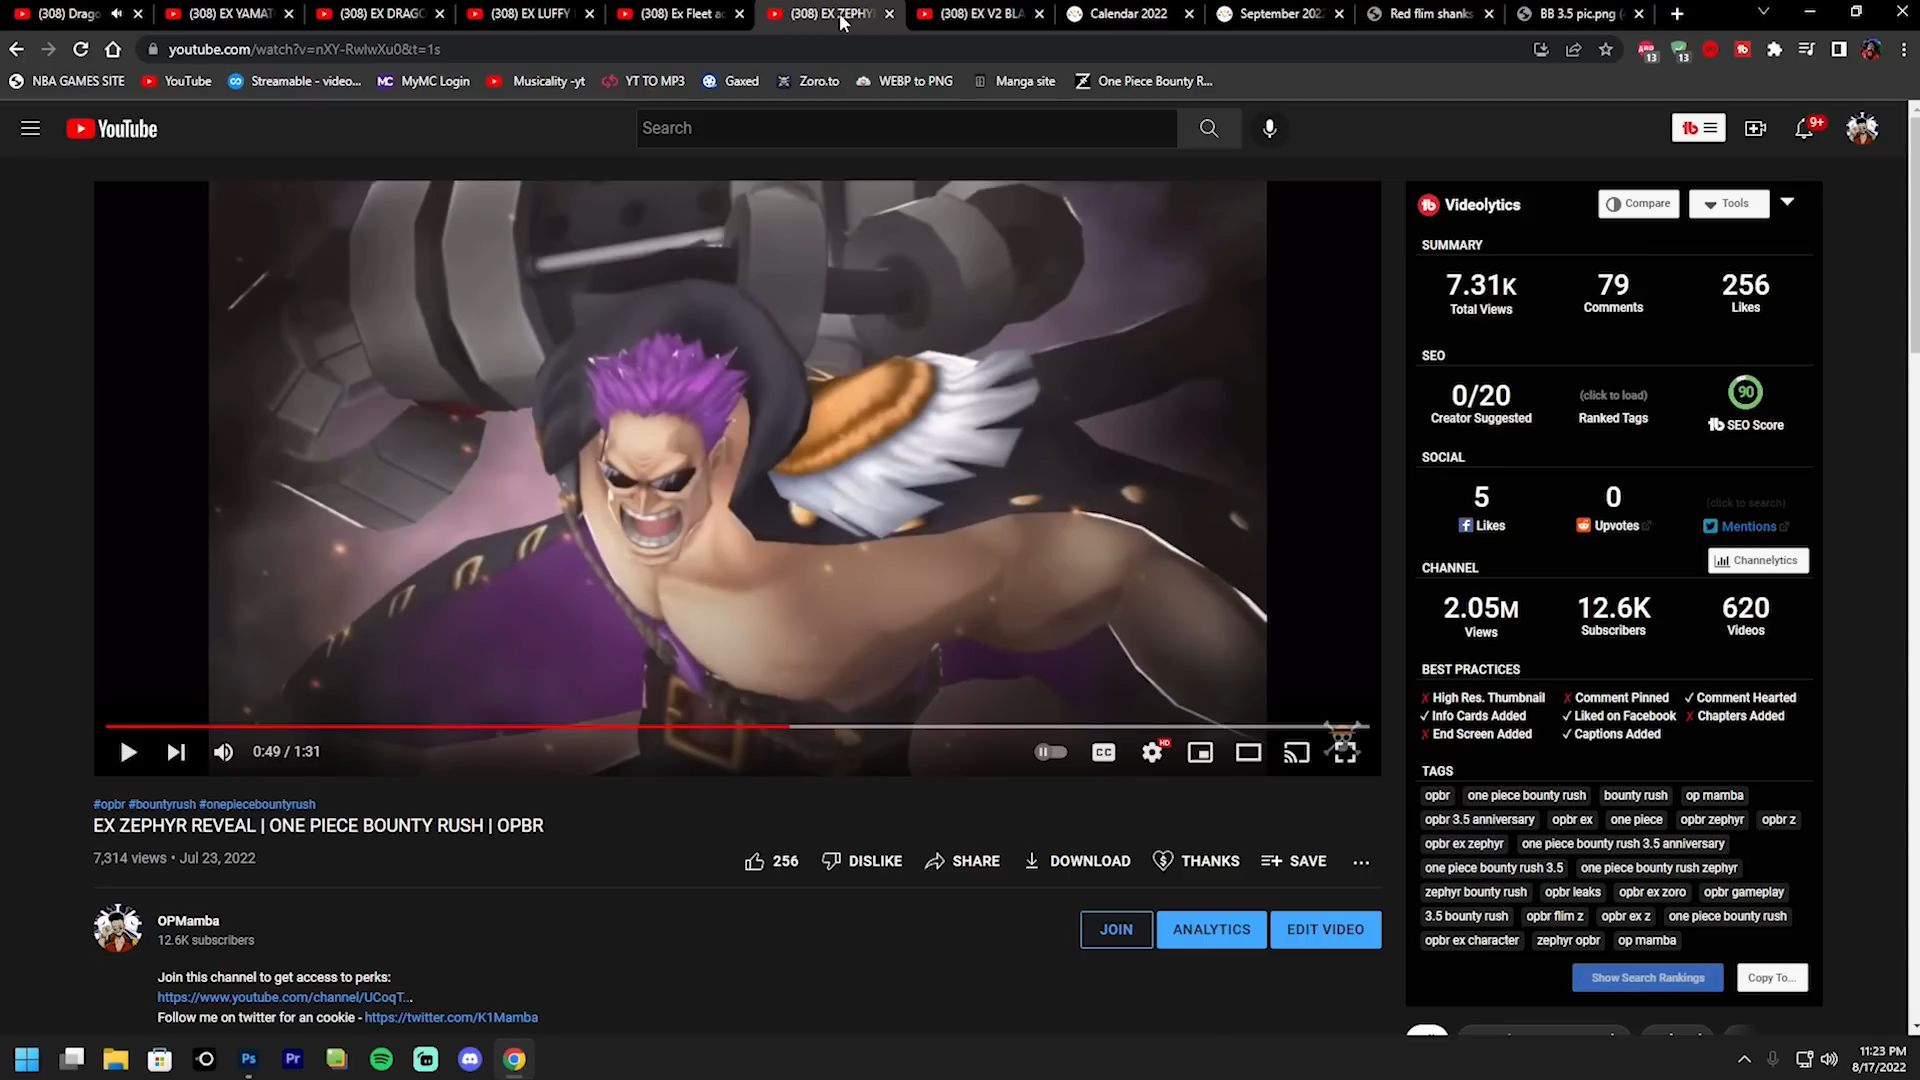 (308) Drago
(308) EX YAMAT
(308) EX DRAGO
(308) EX LUFFY
(308) Ex Fleet ac
(308) EX ZEPHYR
(308) EX V2 BLA
Calendar 2022
September 202
Red flim shanks
BB 3.5 pic.png (
youtube.com/watch?v=nXY-RwlwXu0&t=1s
13
13
NBA GAMES SITE
YouTube
Streamable - video...
MC MyMC Login
Musicality -yt
YT TO MP3
Gaxed
Zoro.to
WEBP to PNG
Manga site
One Piece Bounty R...
YouTube
Search
9+
Videolytics
Compare
Tools
SUMMARY
7.31K 79 256
Total Views Comments Likes
SEO
0/20 (click to load) 90
Creator Suggested Ranked Tags SEO Score
SOCIAL
5 0 (click to search)
Likes Upvotes Mentions
Channelytics
CHANNEL
2.05M 12.6K 620
Views Subscribers Videos
BEST PRACTICES
✗ High Res. Thumbnail ✗ Comment Pinned ✓ Comment Hearted
✓ Info Cards Added ✓ Liked on Facebook ✗ Chapters Added
✗ End Screen Added ✓ Captions Added
TAGS
opbr one piece bounty rush bounty rush op mamba
opbr 3.5 anniversary opbr ex one piece opbr zephyr opbr z
opbr ex zephyr one piece bounty rush 3.5 anniversary
one piece bounty rush 3.5 one piece bounty rush zephyr
zephyr bounty rush opbr leaks opbr ex zoro opbr gameplay
3.5 bounty rush opbr flim z opbr ex z one piece bounty rush
opbr ex character zephyr opbr op mamba
Show Search Rankings
Copy To...
0:49 / 1:31
CC
HD
#opbr #bountyrush #onepiecebountyrush
EX ZEPHYR REVEAL | ONE PIECE BOUNTY RUSH | OPBR
7,314 views • Jul 23, 2022
256 DISLIKE SHARE DOWNLOAD THANKS SAVE ...
OPMamba
12.6K subscribers
JOIN
ANALYTICS
EDIT VIDEO
Join this channel to get access to perks:
https://www.youtube.com/channel/UCoqT...
Follow me on twitter for an cookie - https://twitter.com/K1Mamba
Ps
Pr
11:23 PM
8/17/2022